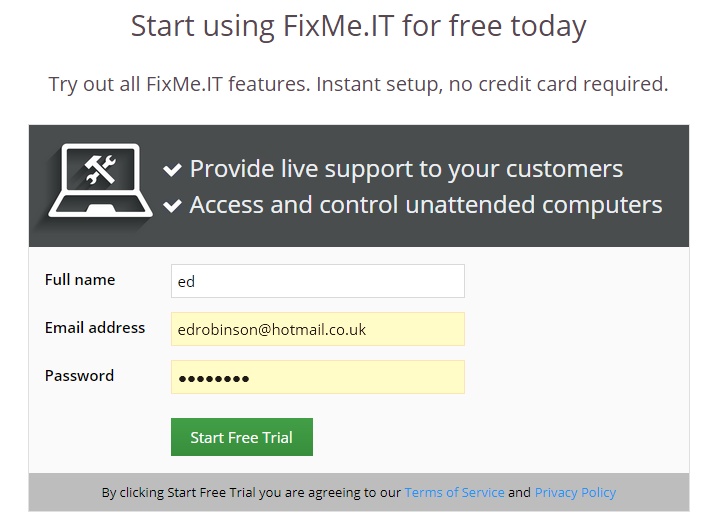 Start using FixMe.IT for free today
Try out all FixMe.IT features. Instant setup, no credit card required.
Provide live support to your customers
Access and control unattended computers
Full name
ed
Email address
edrobinson@hotmail.co.uk
Password
●●●●●●●●
Start Free Trial
By clicking Start Free Trial you are agreeing to our Terms of Service and Privacy Policy